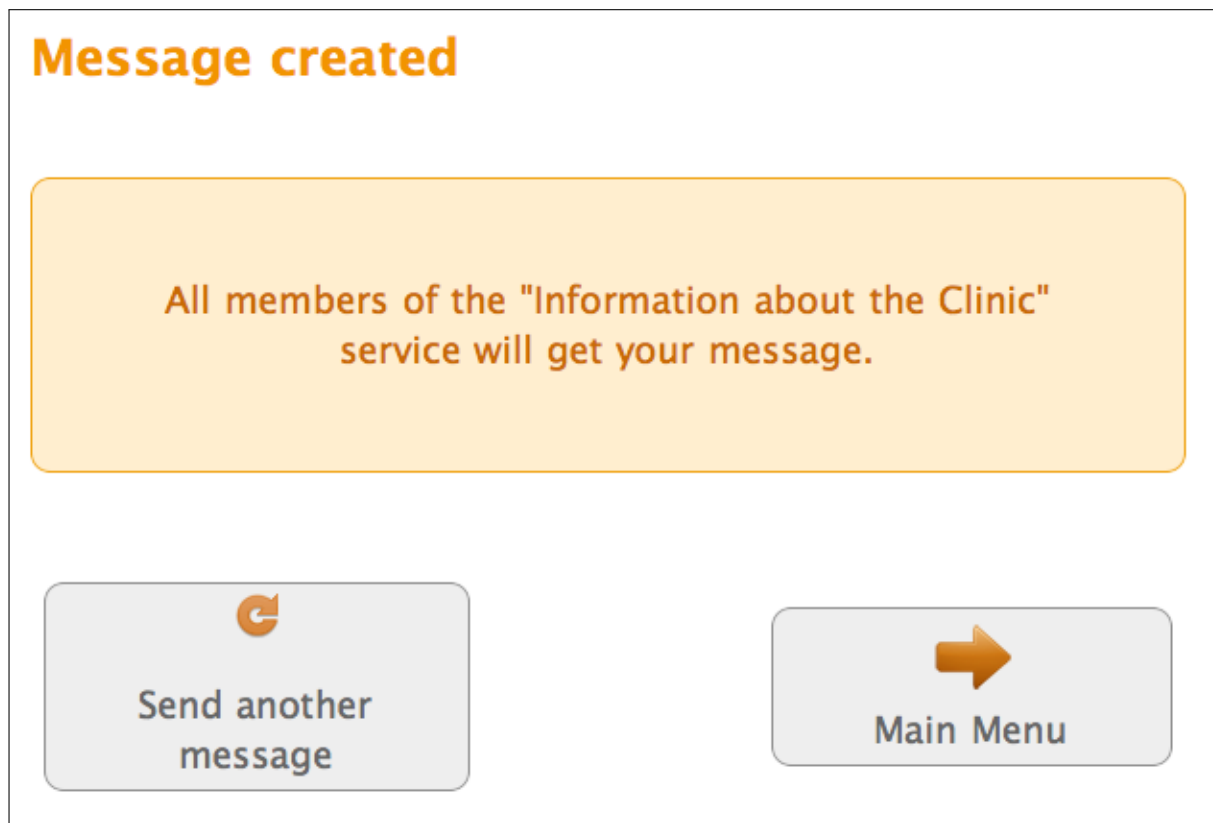 Message created
All members of the "Information about the Clinic"
service will get your message.
Send another
message
Main Menu